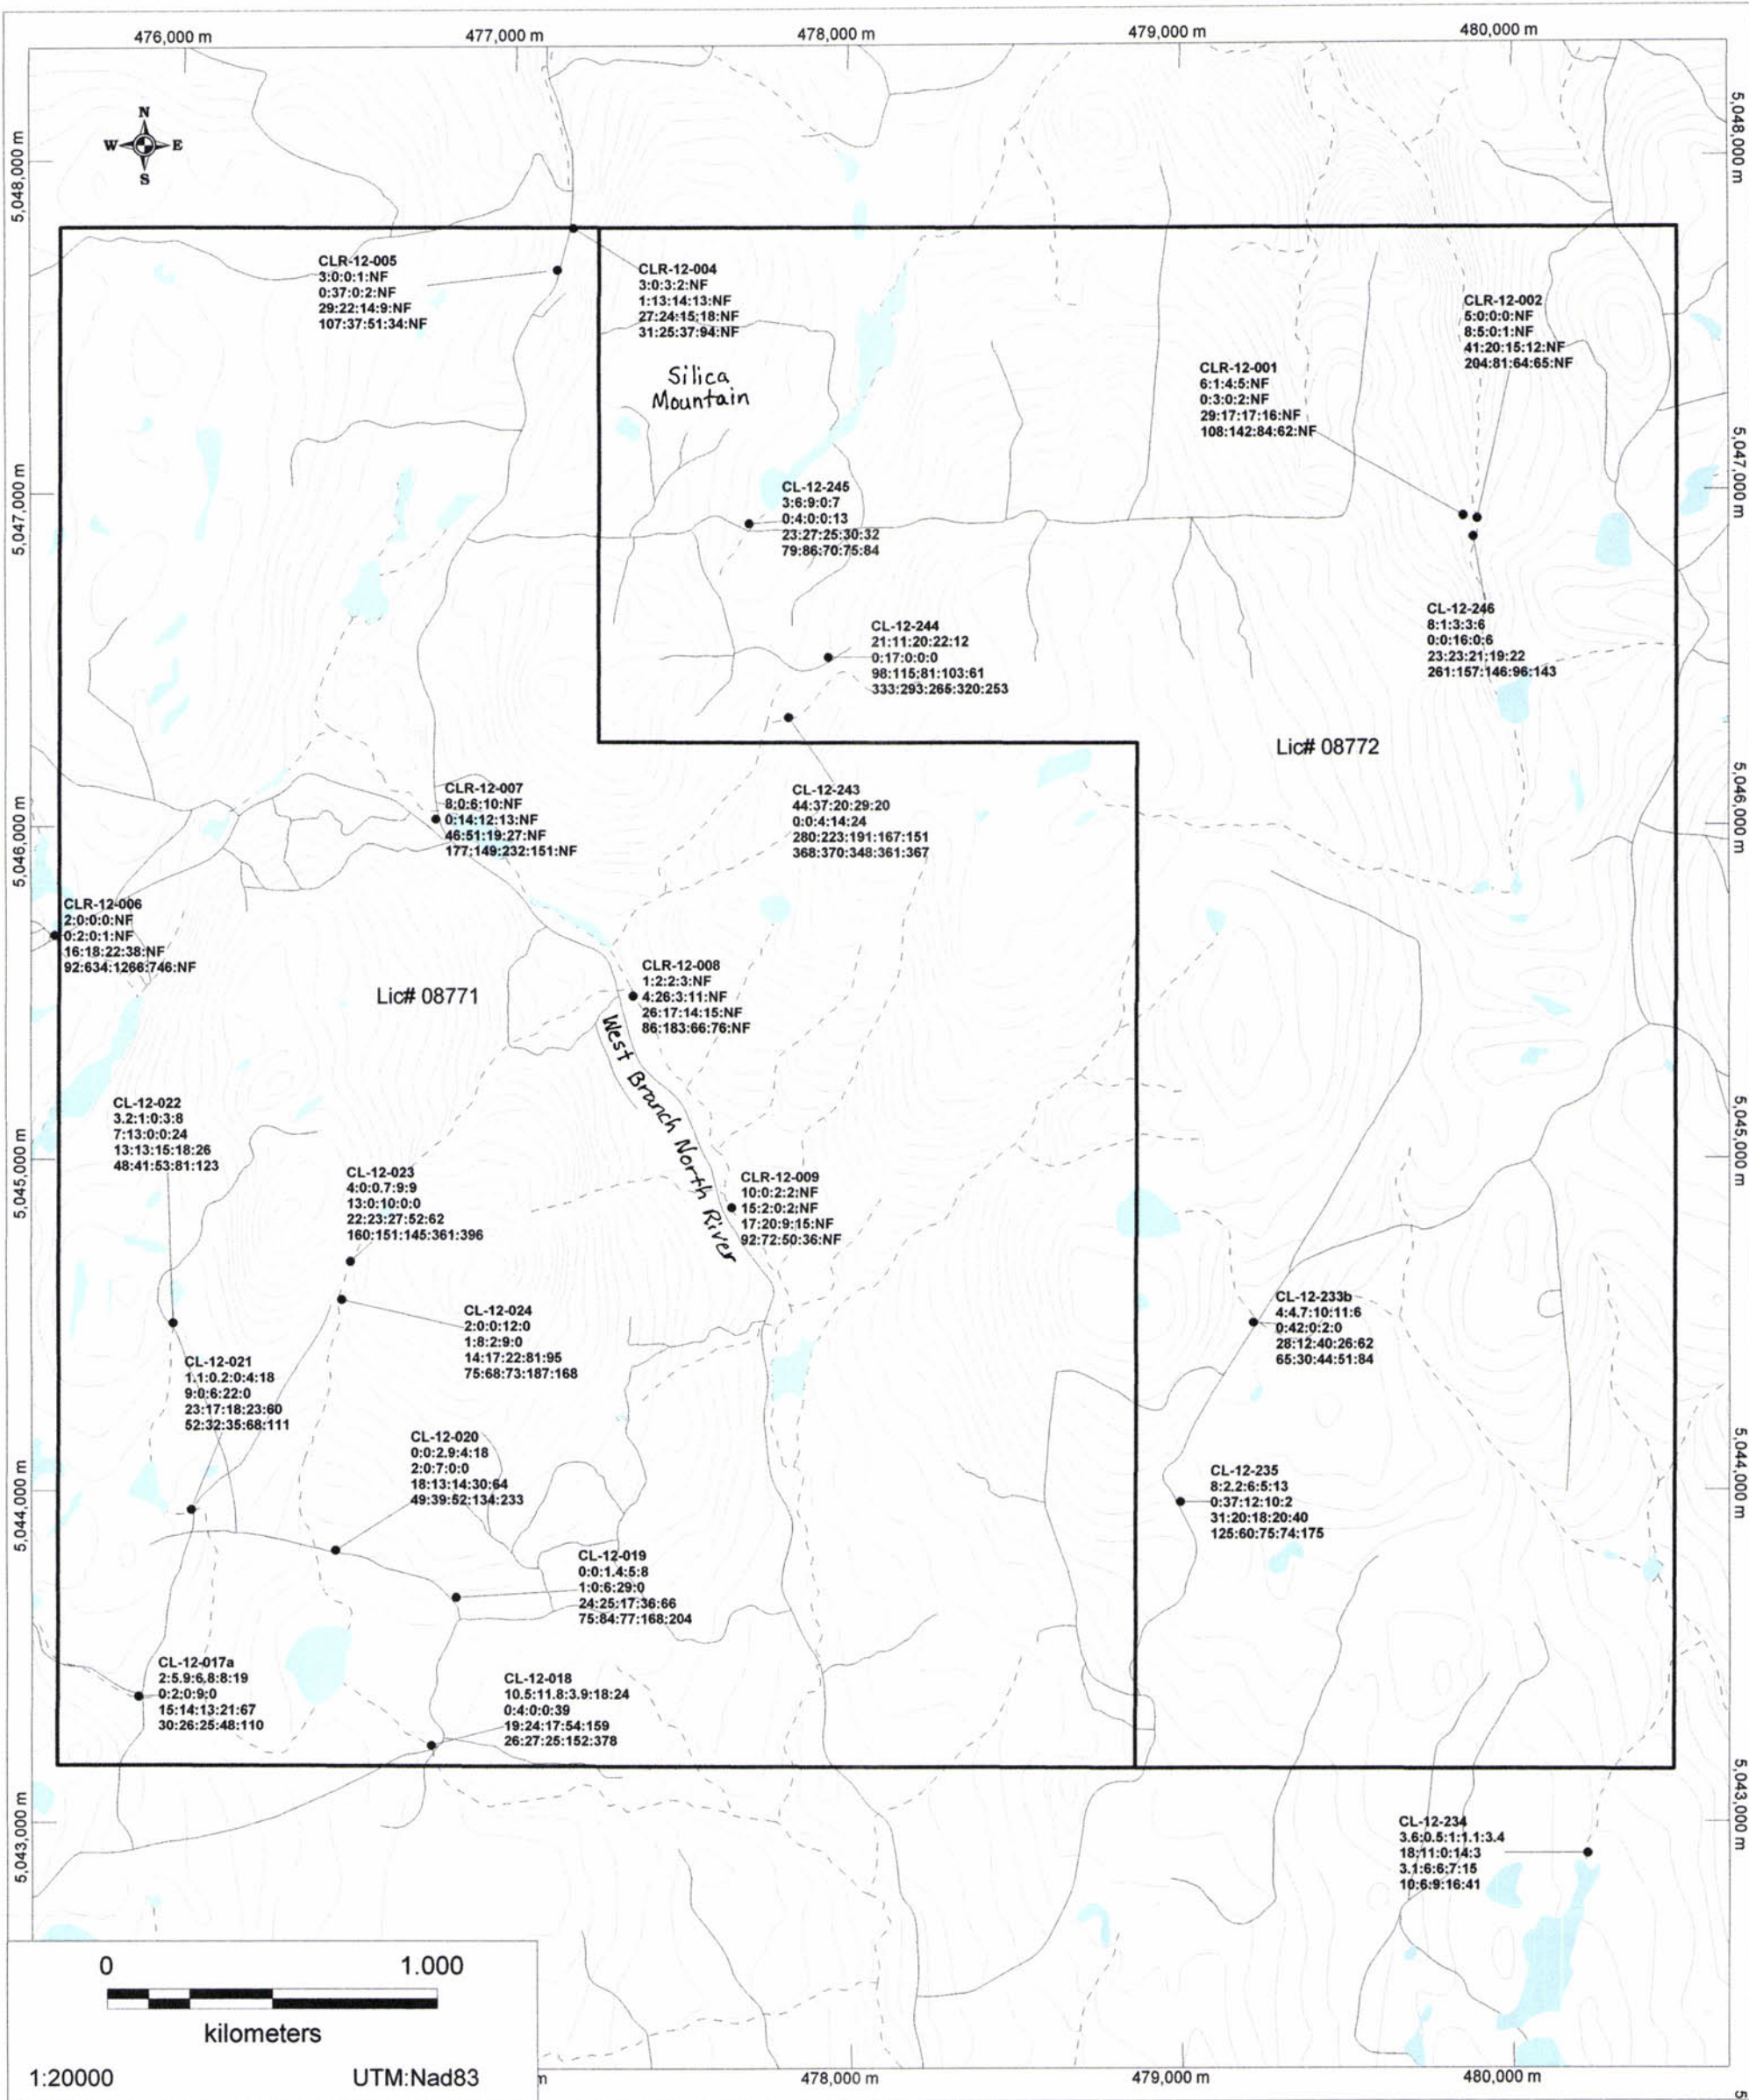 476,000 m
477,000 m
478,000 m
479,000 m
480,000 m
N
W
E
S
5,048,000 m
5,048,000 m
CLR-12-005
3:0:0:1:NF
0:37:0:2:NF
29:22:14:9:NF
107:37:51:34:NF
CLR-12-004
3:0:3:2:NF
1:13:14:13:NF
27:24:15:18:NF
31:25:37:94:NF
CLR-12-002
5:0:0:0:NF
8:5:0:1:NF
41:20:15:12:NF
204:81:64:65:NF
Silica
Mountain
CLR-12-001
6:1:4:5:NF
0:3:0:2:NF
29:17:17:16:NF
108:142:84:62:NF
5,047,000 m
5,047,000 m
CL-12-245
3:6:9:0:7
0:4:0:0:13
23:27:25:30:32
79:86:70:75:84
CL-12-244
21:11:20:22:12
0:17:0:0:0
98:115:81:103:61
333:293:265:320:253
CL-12-246
8:1:3:3:6
0:0:16:0:6
23:23:21:19:22
261:157:146:96:143
Lic# 08772
5,046,000 m
5,046,000 m
CLR-12-007
8:0:6:10:NF
0:14:12:13:NF
46:51:19:27:NF
177:149:232:151:NF
CL-12-243
44:37:20:29:20
0:0:4:14:24
280:223:191:167:151
368:370:348:361:367
CLR-12-006
2:0:0:0:NF
0:2:0:1:NF
16:18:22:38:NF
92:634:1266:746:NF
Lic# 08771
CLR-12-008
1:2:2:3:NF
4:26:3:11:NF
26:17:14:15:NF
86:183:66:76:NF
West Branch North River
CL-12-022
3.2:1:0:3:8
7:13:0:0:24
13:13:15:18:26
48:41:53:81:123
5,045,000 m
5,045,000 m
CL-12-023
4:0:0.7:9:9
13:0:10:0:0
22:23:27:52:62
160:151:145:361:396
CLR-12-009
10:0:2:2:NF
15:2:0:2:NF
17:20:9:15:NF
92:72:50:36:NF
CL-12-024
2:0:0:12:0
1:8:2:9:0
14:17:22:81:95
75:68:73:187:168
CL-12-233b
4:4.7:10:11:6
0:42:0:2:0
28:12:40:26:62
65:30:44:51:84
CL-12-021
1.1:0.2:0:4:18
9:0:6:22:0
23:17:18:23:60
52:32:35:68:111
CL-12-020
0:0:2.9:4:18
2:0:7:0:0
18:13:14:30:64
49:39:52:134:233
5,044,000 m
5,044,000 m
CL-12-235
8:2.2:6:5:13
0:37:12:10:2
31:20:18:20:40
125:60:75:74:175
CL-12-019
0:0:1.4:5:8
1:0:6:29:0
24:25:17:36:66
75:84:77:168:204
CL-12-017a
2:5.9:6.8:8:19
0:2:0:9:0
15:14:13:21:67
30:26:25:48:110
CL-12-018
10.5:11.8:3.9:18:24
0:4:0:0:39
19:24:17:54:159
26:27:25:152:378
5,043,000 m
5,043,000 m
CL-12-234
3.6:0.5:1:1.1:3.4
18:11:0:14:3
3.1:6:6:7:15
10:6:9:16:41
0
1.000
kilometers
1:20000
UTM:Nad83
m
478,000 m
479,000 m
480,000 m
5